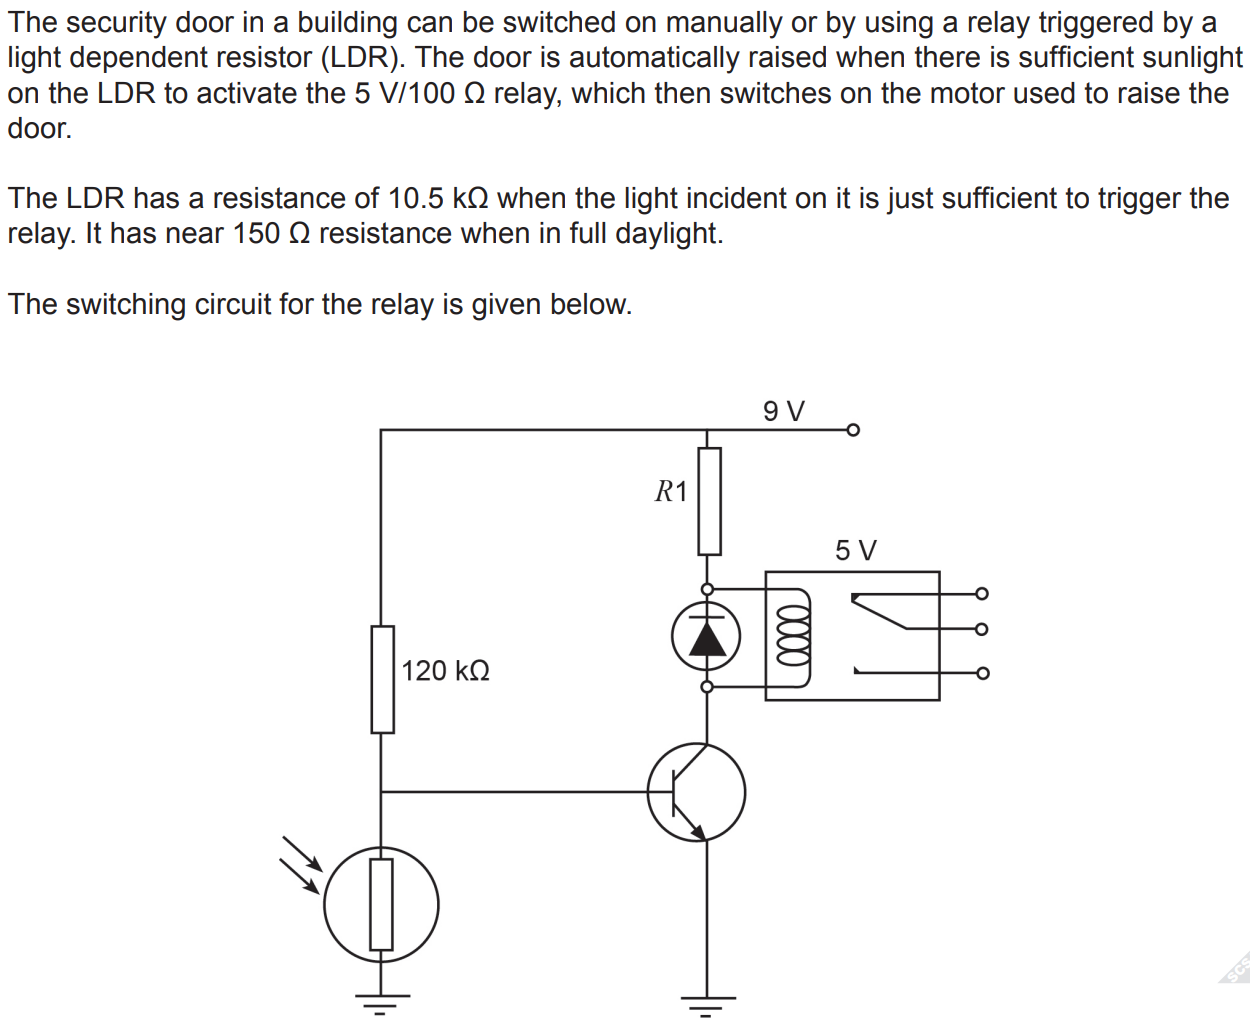 The security door in a building can be switched on manually or by using a relay triggered by a
light dependent resistor (LDR). The door is automatically raised when there is sufficient sunlight
on the LDR to activate the 5 V/100 Ω relay, which then switches on the motor used to raise the
door.
The LDR has a resistance of 10.5 kΩ when the light incident on it is just sufficient to trigger the
relay. It has near 150 Ω resistance when in full daylight.
The switching circuit for the relay is given below.
9 V
R1
5 V
120 kΩ